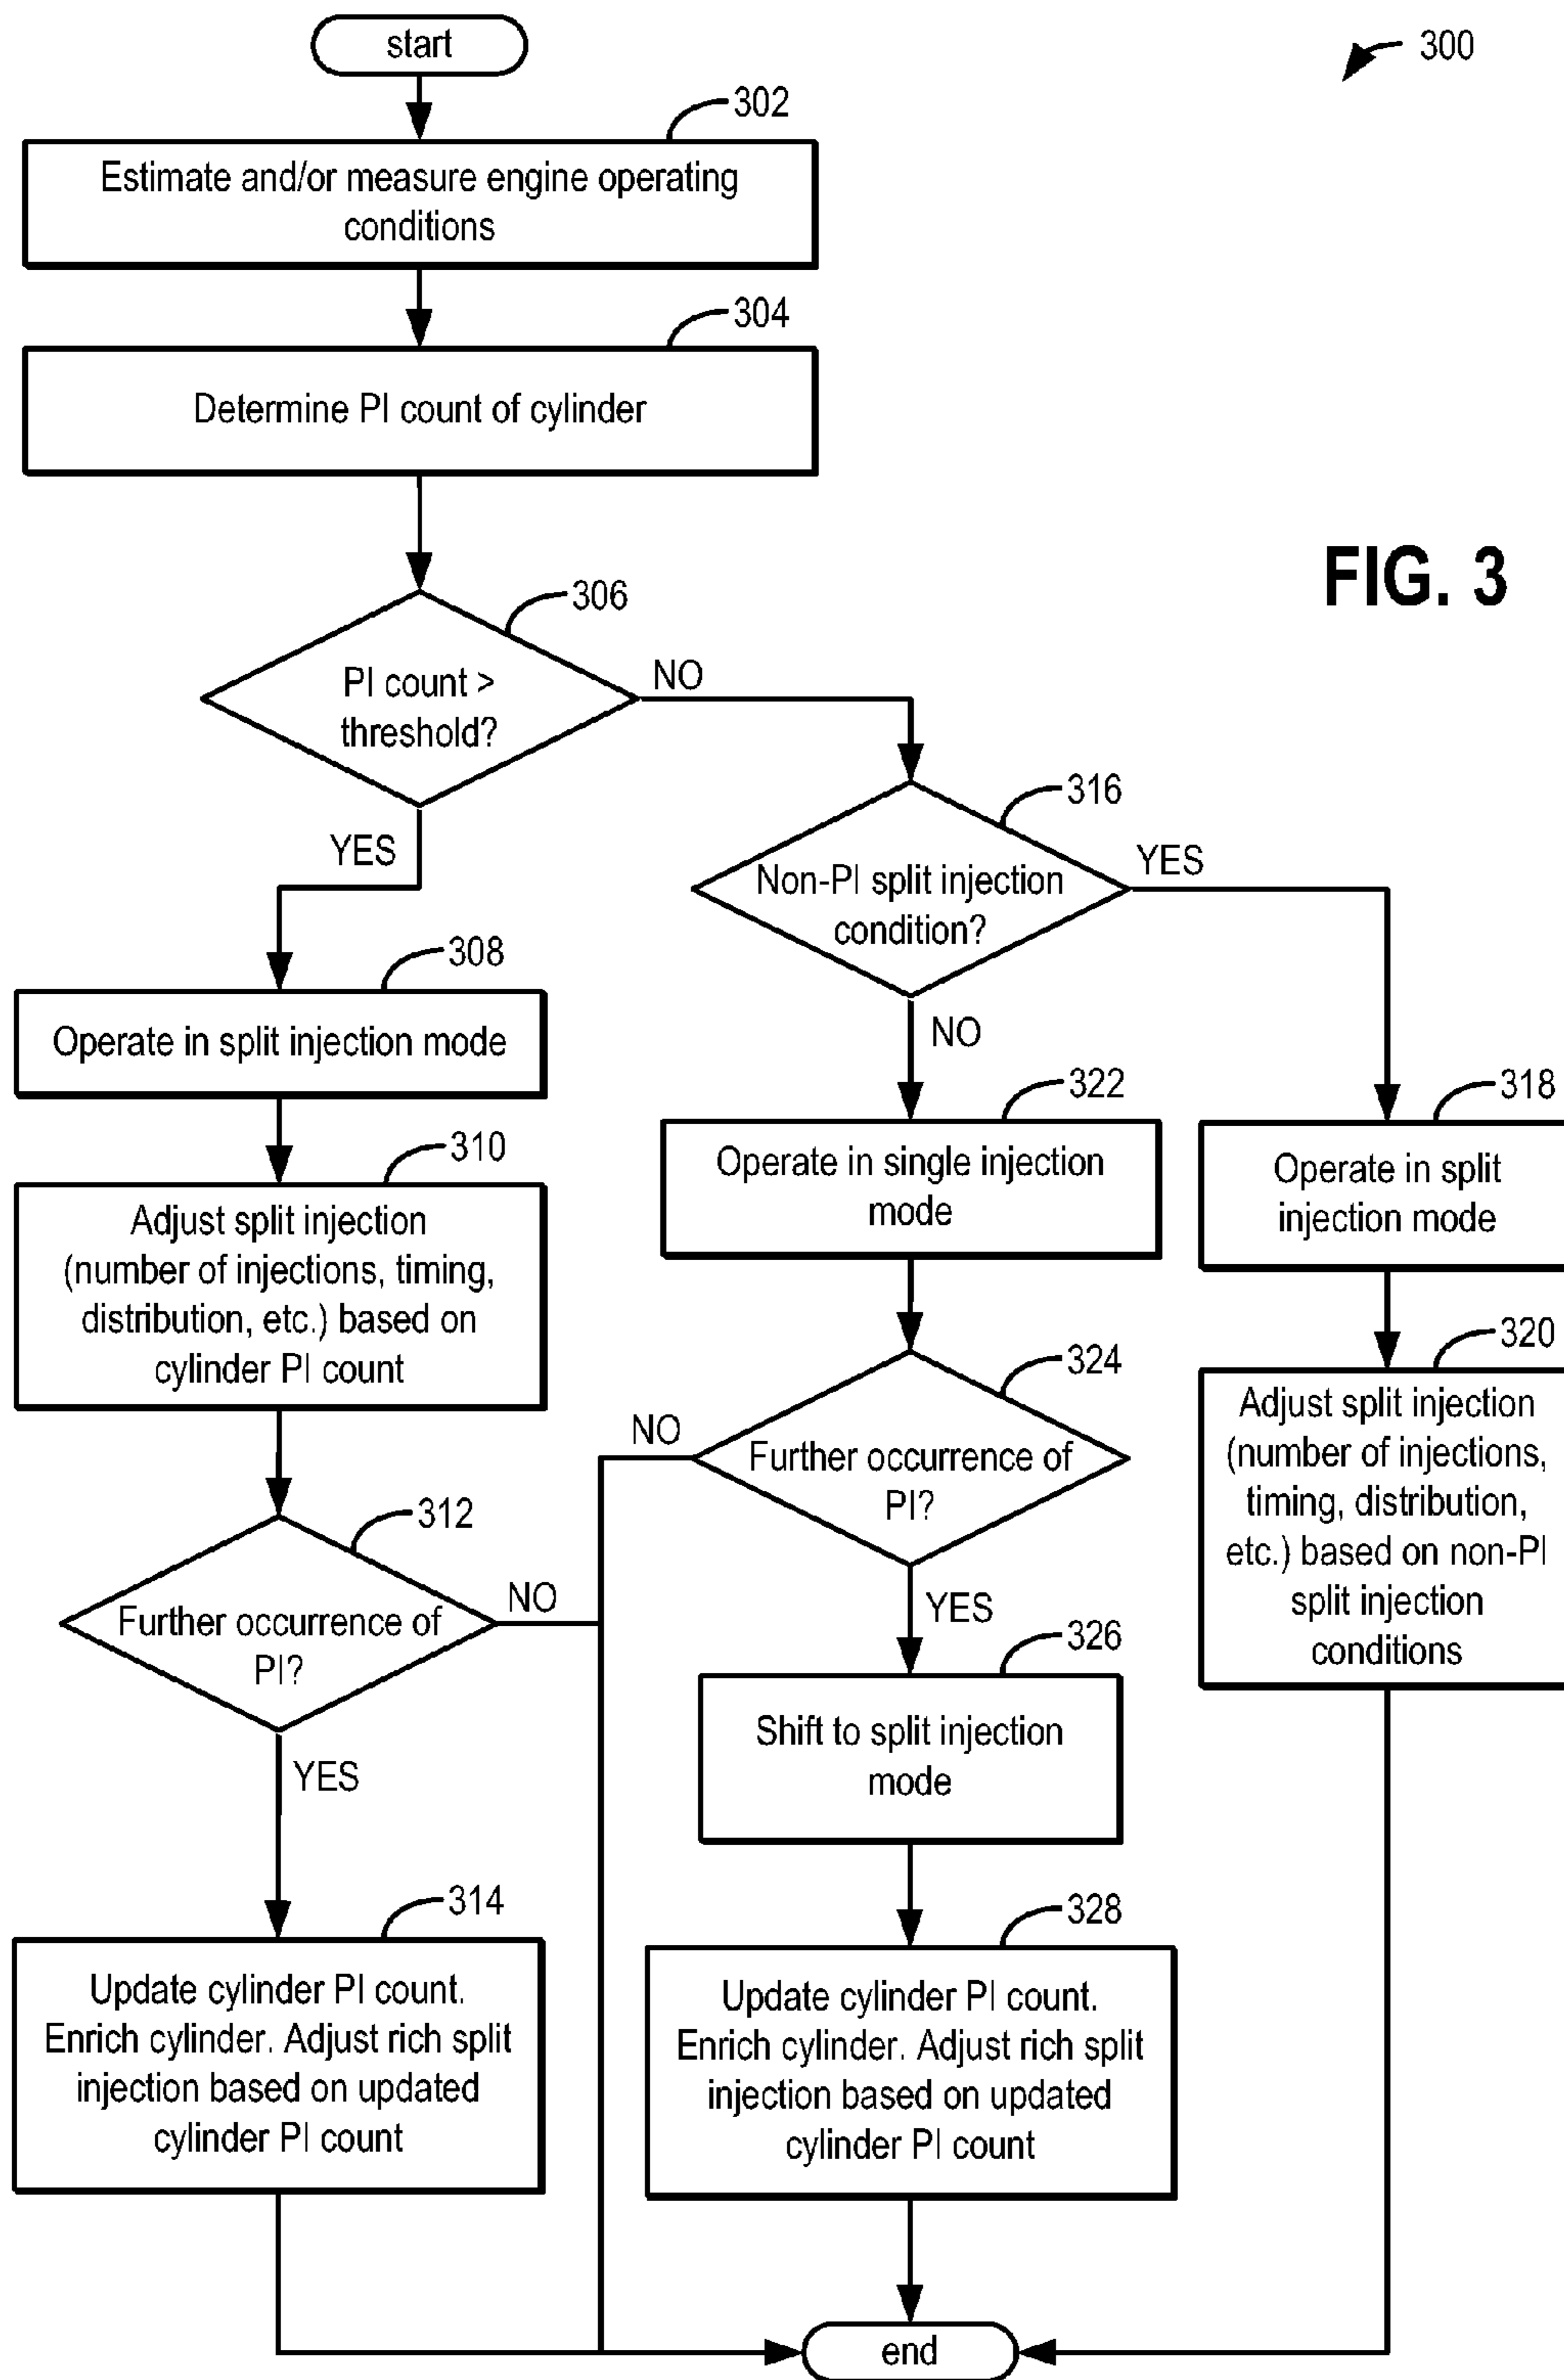 start
300
302
Estimate and/or measure engine operating
conditions
304
Determine PI count of cylinder
FIG. 3
306
PI count >
threshold?
NO
YES
316
Non-PI split injection
condition?
YES
NO
308
Operate in split injection mode
310
Adjust split injection
(number of injections, timing,
distribution, etc.) based on
cylinder PI count
312
Further occurrence of
PI?
NO
YES
314
Update cylinder PI count.
Enrich cylinder. Adjust rich split
injection based on updated
cylinder PI count
322
Operate in single injection
mode
324
Further occurrence of
PI?
NO
YES
326
Shift to split injection
mode
328
Update cylinder PI count.
Enrich cylinder. Adjust rich split
injection based on updated
cylinder PI count
318
Operate in split
injection mode
320
Adjust split injection
(number of injections,
timing, distribution,
etc.) based on non-PI
split injection
conditions
end